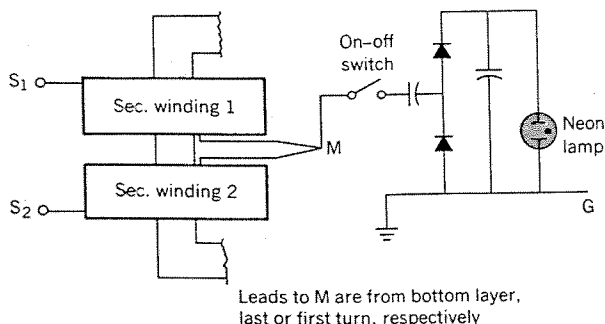 On–off
switch
S1
Sec. winding 1
M
Neon
lamp
Sec. winding 2
S2
G
Leads to M are from bottom layer,
last or first turn, respectively